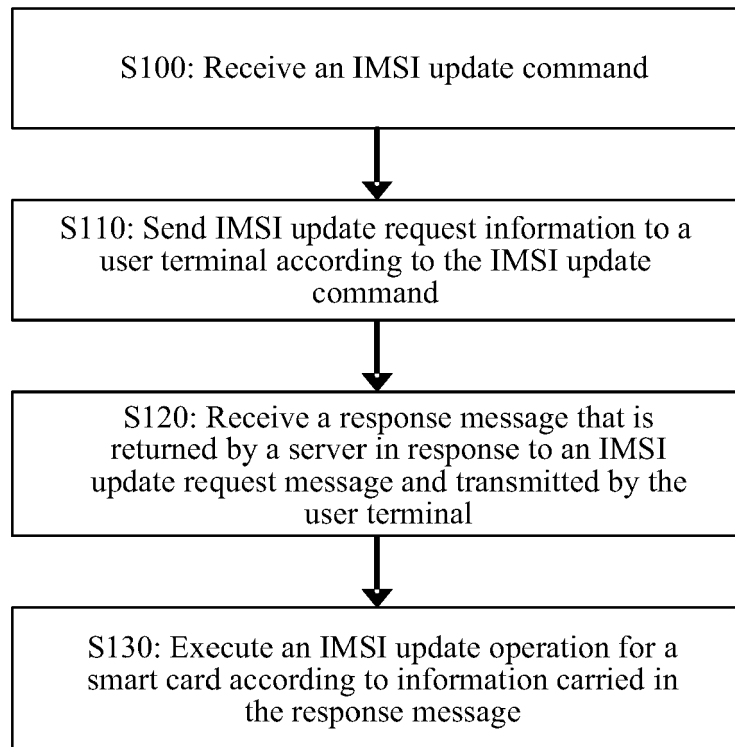 S100: Receive an IMSI update command
S110: Send IMSI update request information to a
user terminal according to the IMSI update
command
S120: Receive a response message that is
returned by a server in response to an IMSI
update request message and transmitted by the
user terminal
S130: Execute an IMSI update operation for a
smart card according to information carried in
the response message